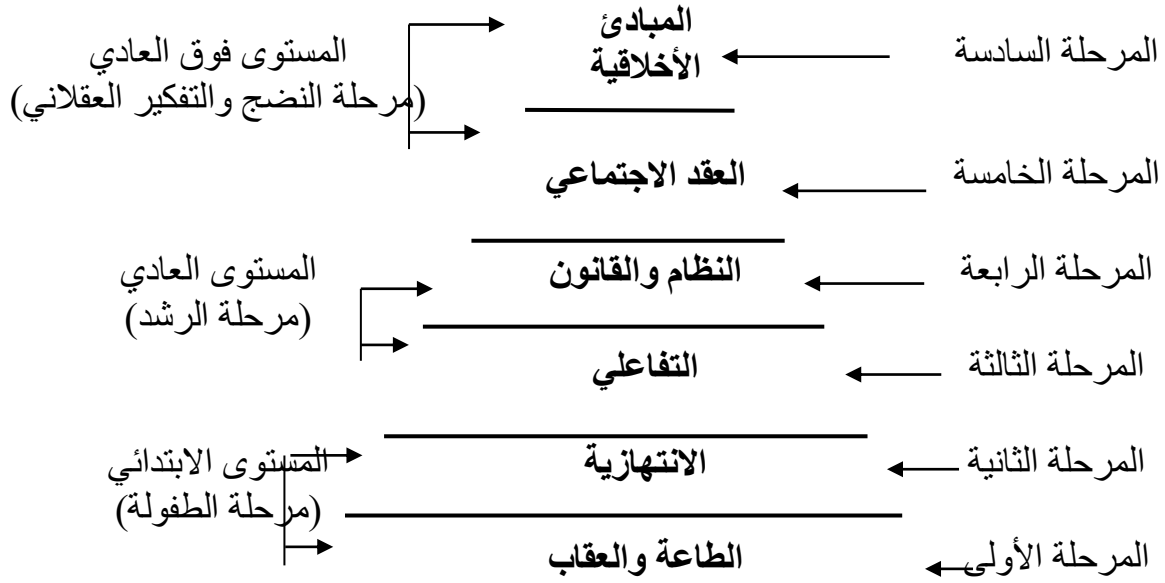 المرحلة السادسة
المبادئ
الأخلاقية
المستوى فوق العادي
(مرحلة النضج والتفكير العقلاني)
المرحلة الخامسة
العقد الاجتماعي
المرحلة الرابعة
النظام والقانون
المستوى العادي
(مرحلة الرشد)
المرحلة الثالثة
التفاعلي
المرحلة الثانية
الانتهازية
المستوى الابتدائي
(مرحلة الطفولة)
المرحلة الأولى
الطاعة والعقاب